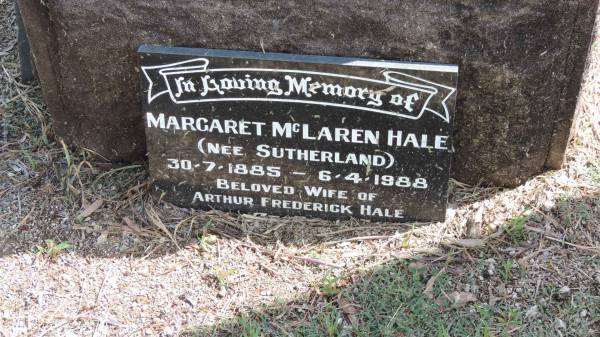 In Loving Memory of
MARGARET McLAREN HALE
(NEE SUTHERLAND)
30·7·1885 – 6·4·1988
BELOVED WIFE OF
ARTHUR FREDERICK HALE